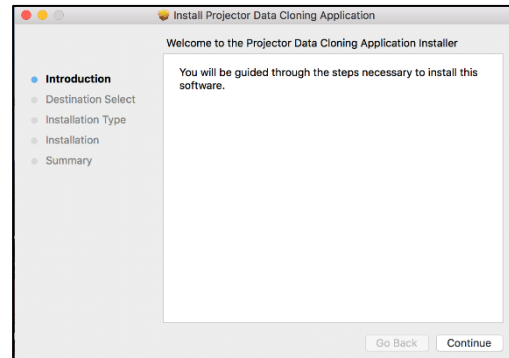 Install Projector Data Cloning Application
Welcome to the Projector Data Cloning Application Installer
Introduction
Destination Select
Installation Type
Installation
Summary
You will be guided through the steps necessary to install this
software.
Go Back
Continue